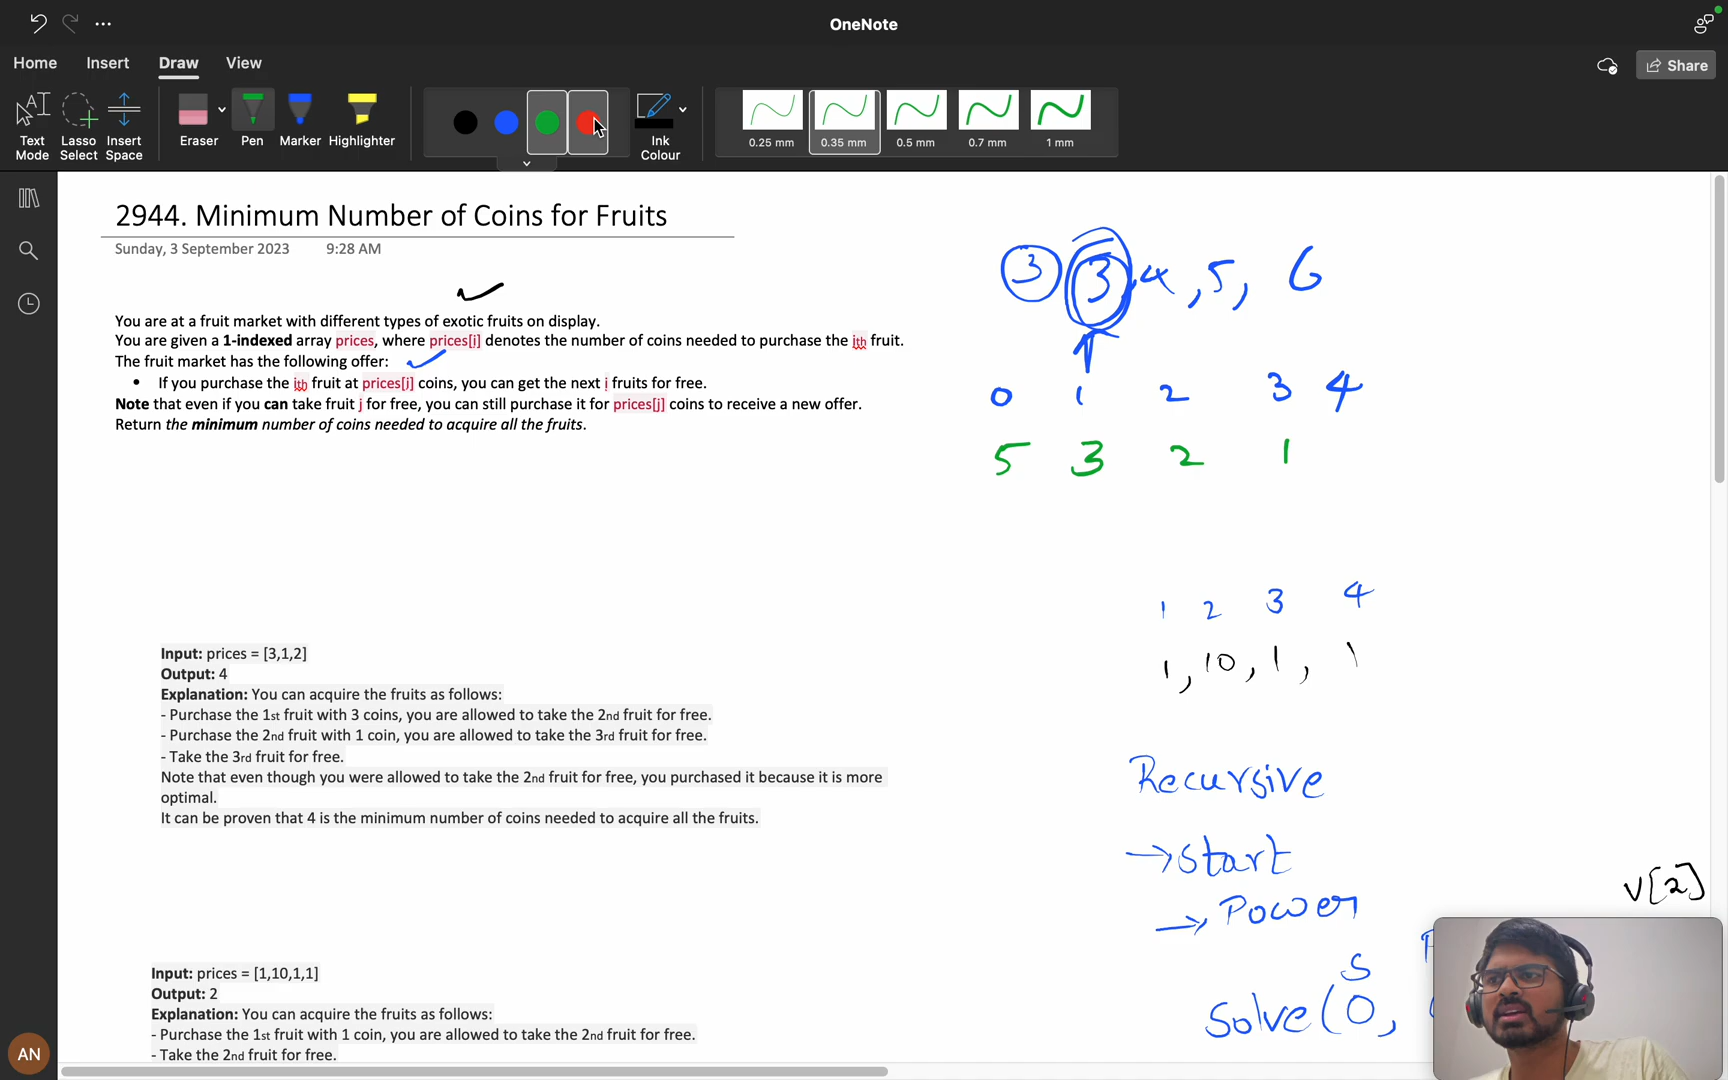 OneNote
Home Insert Draw View
Share
Text Mode
Lasso Select
Insert Space
Eraser
Pen
Marker
Highlighter
Ink Colour
0.25 mm
0.35 mm
0.5 mm
0.7 mm
1 mm
2944. Minimum Number of Coins for Fruits
Sunday, 3 September 2023 9:28 AM
You are at a fruit market with different types of exotic fruits on display.
You are given a 1-indexed array prices, where prices[i] denotes the number of coins needed to purchase the ith fruit.
The fruit market has the following offer:
• If you purchase the ith fruit at prices[i] coins, you can get the next i fruits for free.
Note that even if you can take fruit j for free, you can still purchase it for prices[j] coins to receive a new offer.
Return the minimum number of coins needed to acquire all the fruits.
3 3, 4, 5, 6
0 1 2 3 4
5 3 2 1
1 2 3 4
1, 10, 1, 1
Input: prices = [3,1,2]
Output: 4
Explanation: You can acquire the fruits as follows:
- Purchase the 1st fruit with 3 coins, you are allowed to take the 2nd fruit for free.
- Purchase the 2nd fruit with 1 coin, you are allowed to take the 3rd fruit for free.
- Take the 3rd fruit for free.
Note that even though you were allowed to take the 2nd fruit for free, you purchased it because it is more
optimal.
It can be proven that 4 is the minimum number of coins needed to acquire all the fruits.
Recursive
→ start
→ Power
v[2]
S
solve(0,
Input: prices = [1,10,1,1]
Output: 2
Explanation: You can acquire the fruits as follows:
- Purchase the 1st fruit with 1 coin, you are allowed to take the 2nd fruit for free.
- Take the 2nd fruit for free.
AN